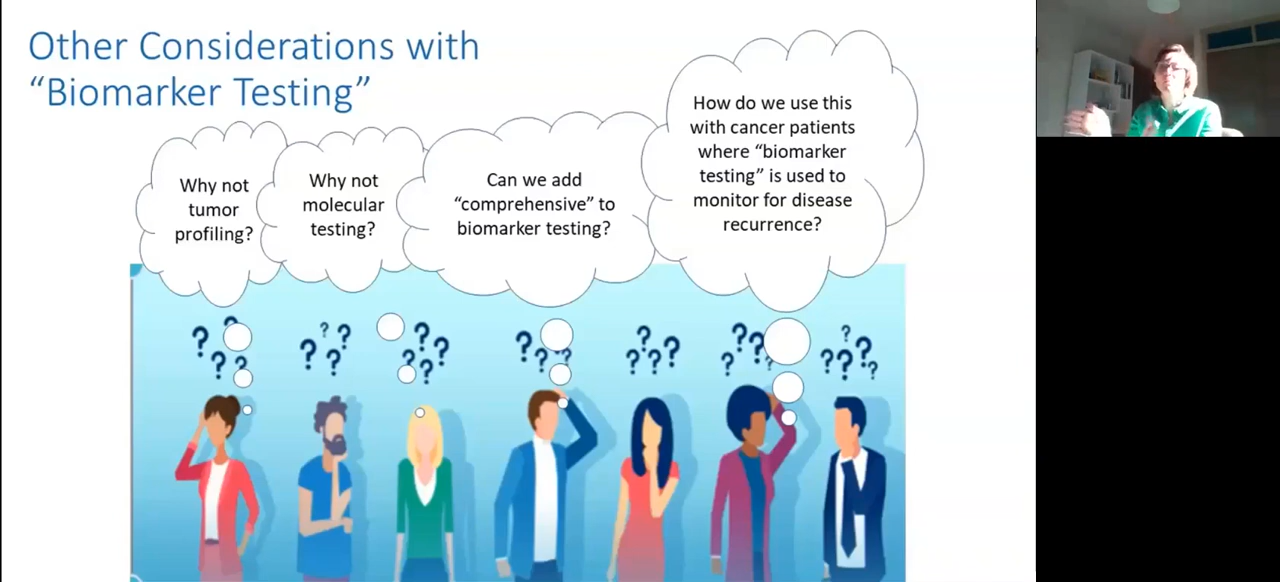 Other Considerations with
“Biomarker Testing”
Why not
tumor
profiling?
Why not
molecular
testing?
Can we add
“comprehensive” to
biomarker testing?
How do we use this
with cancer patients
where “biomarker
testing” is used to
monitor for disease
recurrence?
? ? ? ?
? ? ? ?
? ? ? ?
? ? ?
? ? ?
? ? ? ?
? ? ? ? ?